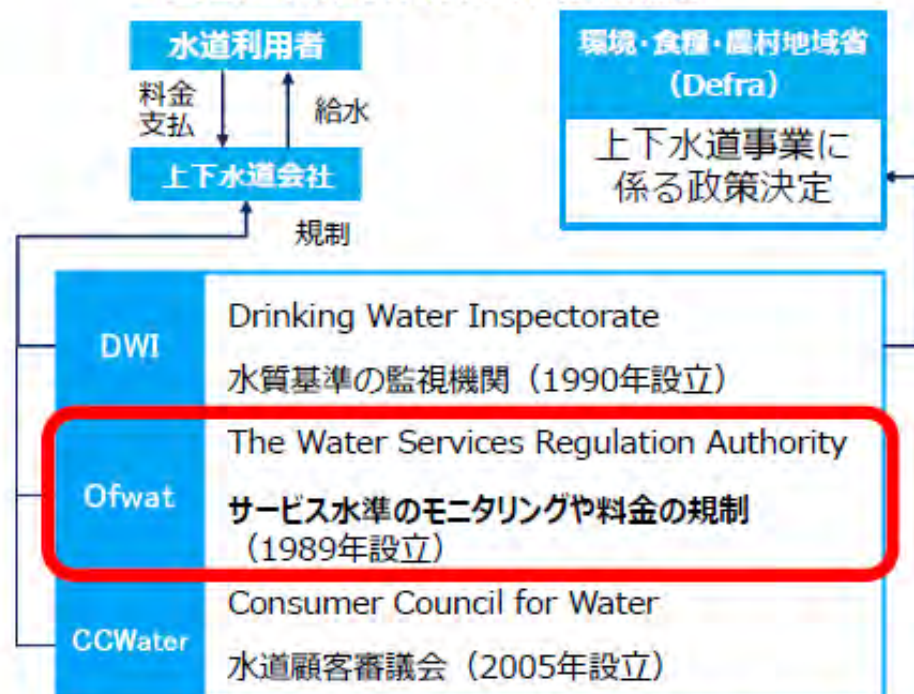 水道利用者
料金
支払
給水
上下水道会社
規制
環境・食糧・農村地域省
(Defra)
上下水道事業に
係る政策決定
DWI
Drinking Water Inspectorate
水質基準の監視機関（1990年設立）
Ofwat
The Water Services Regulation Authority
サービス水準のモニタリングや料金の規制
（1989年設立）
CCWater
Consumer Council for Water
水道顧客審議会（2005年設立）